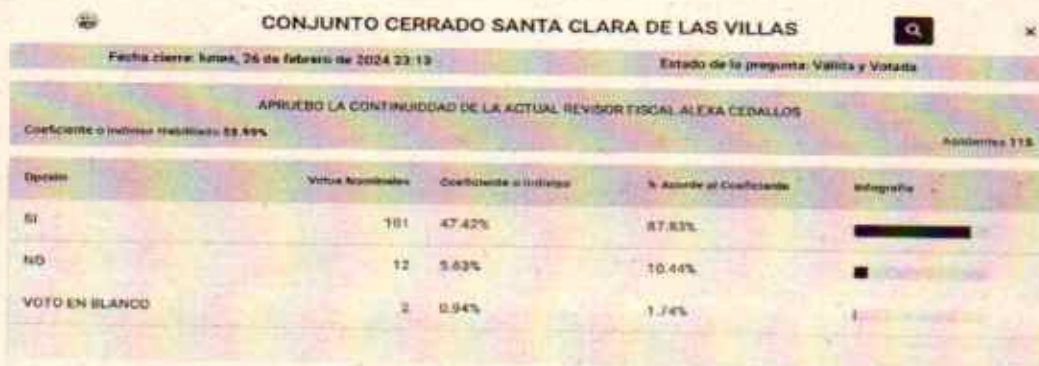 CONJUNTO CERRADO SANTA CLARA DE LAS VILLAS
Fecha cierre: lunes, 26 de febrero de 2024 23:13 Estado de la pregunta: Válida y Votada
APRUEBO LA CONTINUIDDAD DE LA ACTUAL REVISOR FISCAL ALEXA CEDALLOS
Coeficiente o indiviso Habilitado 53.99% Asistentes 115
Opción Votos Nominales Coeficiente o indiviso % Acorde al Coeficiente Infografía
SI 101 47.42% 87.83%
NO 12 5.63% 10.44%
VOTO EN BLANCO 2 0.94% 1.74%